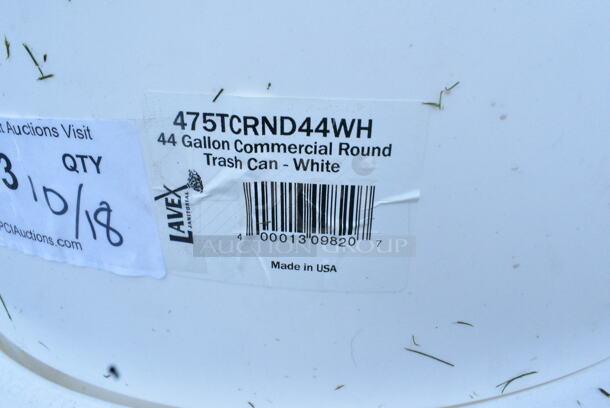 475TCRND44WH
44 Gallon Commercial Round
Trash Can - White
LAVEX
JANITORIAL
4 00013 09820 7
Made in USA
Auctions Visit
3 QTY
10/18
PCIAuctions.com
AUCTION GROUP